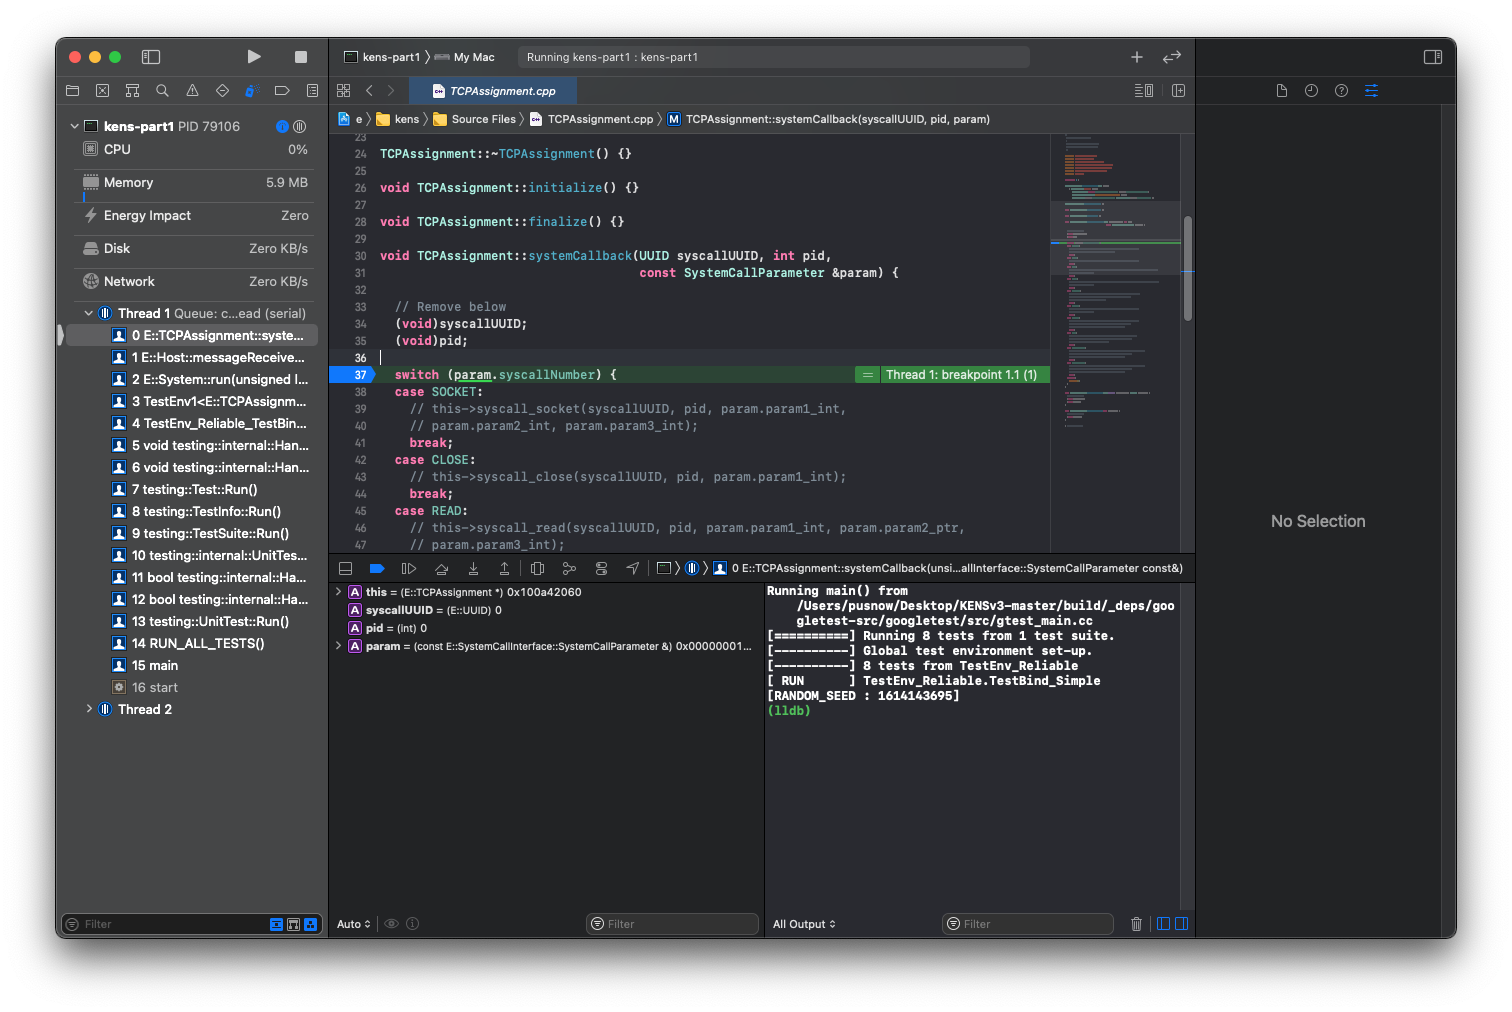 kens-part1 〉 My Mac
Running kens-part1 : kens-part1
TCPAssignment.cpp
kens-part1 PID 79106
CPU 0%
Memory 5.9 MB
Energy Impact Zero
Disk Zero KB/s
Network Zero KB/s
Thread 1 Queue: c...ead (serial)
0 E::TCPAssignment::syste...
1 E::Host::messageReceive...
2 E::System::run(unsigned l...
3 TestEnv1<E::TCPAssignm...
4 TestEnv_Reliable_TestBin...
5 void testing::internal::Han...
6 void testing::internal::Han...
7 testing::Test::Run()
8 testing::TestInfo::Run()
9 testing::TestSuite::Run()
10 testing::internal::UnitTes...
11 bool testing::internal::Ha...
12 bool testing::internal::Ha...
13 testing::UnitTest::Run()
14 RUN_ALL_TESTS()
15 main
16 start
Thread 2
Filter
e 〉 kens 〉 Source Files 〉 TCPAssignment.cpp 〉 M TCPAssignment::systemCallback(syscallUUID, pid, param)
23
24 TCPAssignment::~TCPAssignment() {}
25
26 void TCPAssignment::initialize() {}
27
28 void TCPAssignment::finalize() {}
29
30 void TCPAssignment::systemCallback(UUID syscallUUID, int pid,
31 const SystemCallParameter &param) {
32
33 // Remove below
34 (void)syscallUUID;
35 (void)pid;
36
37 switch (param.syscallNumber) { = Thread 1: breakpoint 1.1 (1)
38 case SOCKET:
39 // this->syscall_socket(syscallUUID, pid, param.param1_int,
40 // param.param2_int, param.param3_int);
41 break;
42 case CLOSE:
43 // this->syscall_close(syscallUUID, pid, param.param1_int);
44 break;
45 case READ:
46 // this->syscall_read(syscallUUID, pid, param.param1_int, param.param2_ptr,
47 // param.param3_int);
0 E::TCPAssignment::systemCallback(unsi...allInterface::SystemCallParameter const&)
A this = (E::TCPAssignment *) 0x100a42060
A syscallUUID = (E::UUID) 0
A pid = (int) 0
A param = (const E::SystemCallInterface::SystemCallParameter &) 0x00000001...
Auto
Filter
Running main() from
/Users/pusnow/Desktop/KENSv3-master/build/_deps/goo
gletest-src/googletest/src/gtest_main.cc
[==========] Running 8 tests from 1 test suite.
[----------] Global test environment set-up.
[----------] 8 tests from TestEnv_Reliable
[ RUN      ] TestEnv_Reliable.TestBind_Simple
[RANDOM_SEED : 1614143695]
(lldb)
All Output
Filter
No Selection